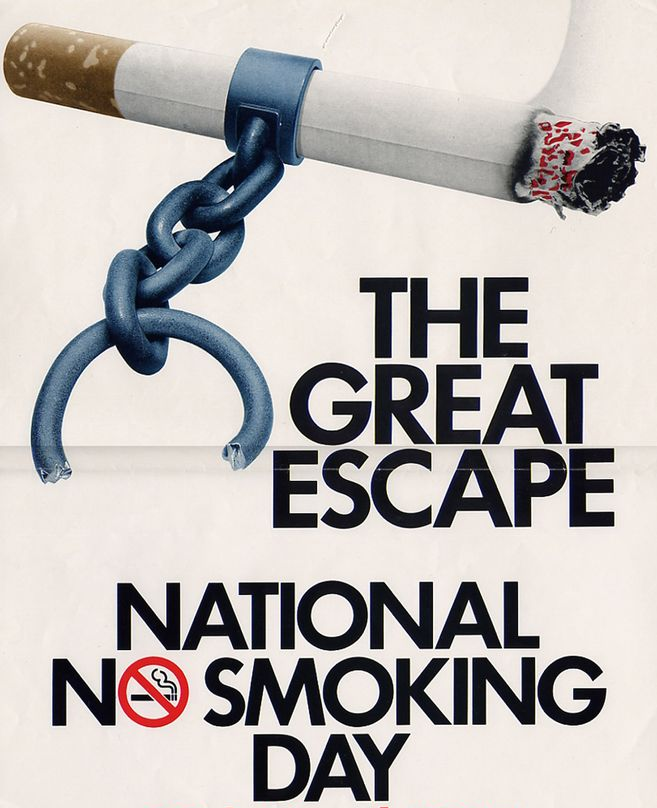 THE
GREAT
ESCAPE
NATIONAL
NO SMOKING
DAY